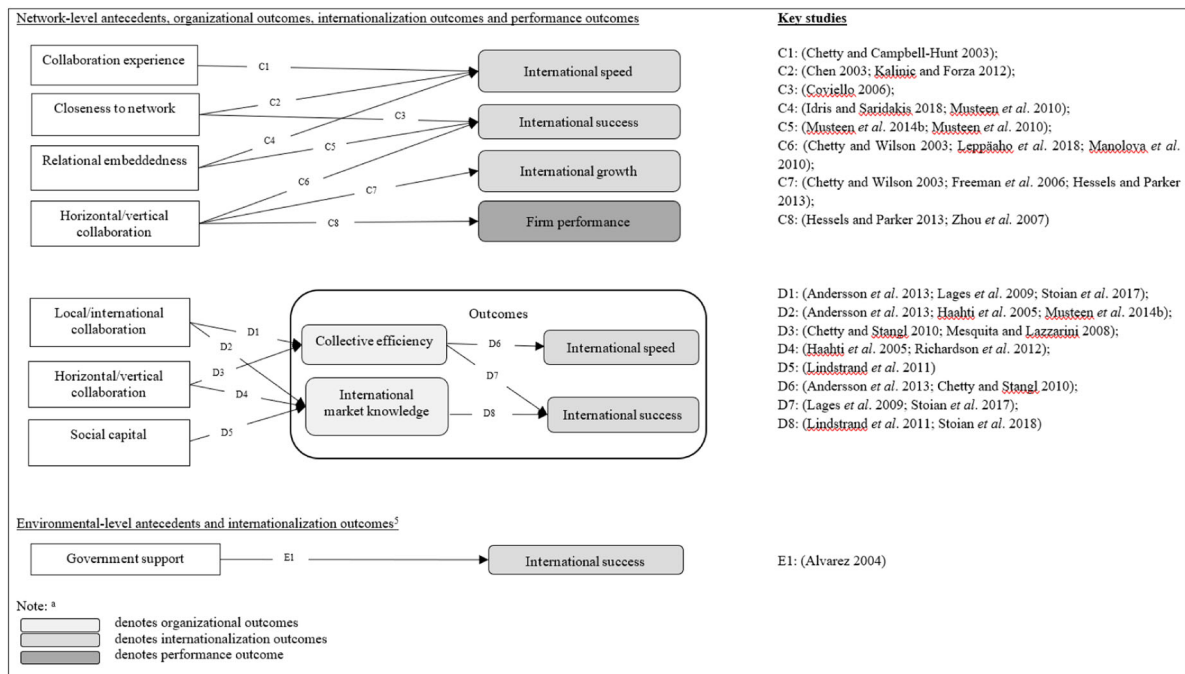 Network-level antecedents, organizational outcomes, internationalization outcomes and performance outcomes
Key studies
Collaboration experience
C1
International speed
Closeness to network
C2
C3
International success
Relational embeddedness
C4
C5
International growth
Horizontal/vertical
collaboration
C6
C7
C8
Firm performance
C1: (Chetty and Campbell-Hunt 2003);
C2: (Chen 2003; Kalinic and Forza 2012);
C3: (Coviello 2006);
C4: (Idris and Saridakis 2018; Musteen et al. 2010);
C5: (Musteen et al. 2014b; Musteen et al. 2010);
C6: (Chetty and Wilson 2003; Leppäaho et al. 2018; Manolova et al.
2010);
C7: (Chetty and Wilson 2003; Freeman et al. 2006; Hessels and Parker
2013);
C8: (Hessels and Parker 2013; Zhou et al. 2007)
Local/international
collaboration
D1
D2
Horizontal/vertical
collaboration
D3
D4
Social capital
D5
Outcomes
Collective efficiency
D6
International speed
D7
International
market knowledge
D8
International success
D1: (Andersson et al. 2013; Lages et al. 2009; Stoian et al. 2017);
D2: (Andersson et al. 2013; Haahti et al. 2005; Musteen et al. 2014b);
D3: (Chetty and Stangl 2010; Mesquita and Lazzarini 2008);
D4: (Haahti et al. 2005; Richardson et al. 2012);
D5: (Lindstrand et al. 2011)
D6: (Andersson et al. 2013; Chetty and Stangl 2010);
D7: (Lages et al. 2009; Stoian et al. 2017);
D8: (Lindstrand et al. 2011; Stoian et al. 2018)
Environmental-level antecedents and internationalization outcomes5
Government support
E1
International success
E1: (Alvarez 2004)
Note: a
denotes organizational outcomes
denotes internationalization outcomes
denotes performance outcome